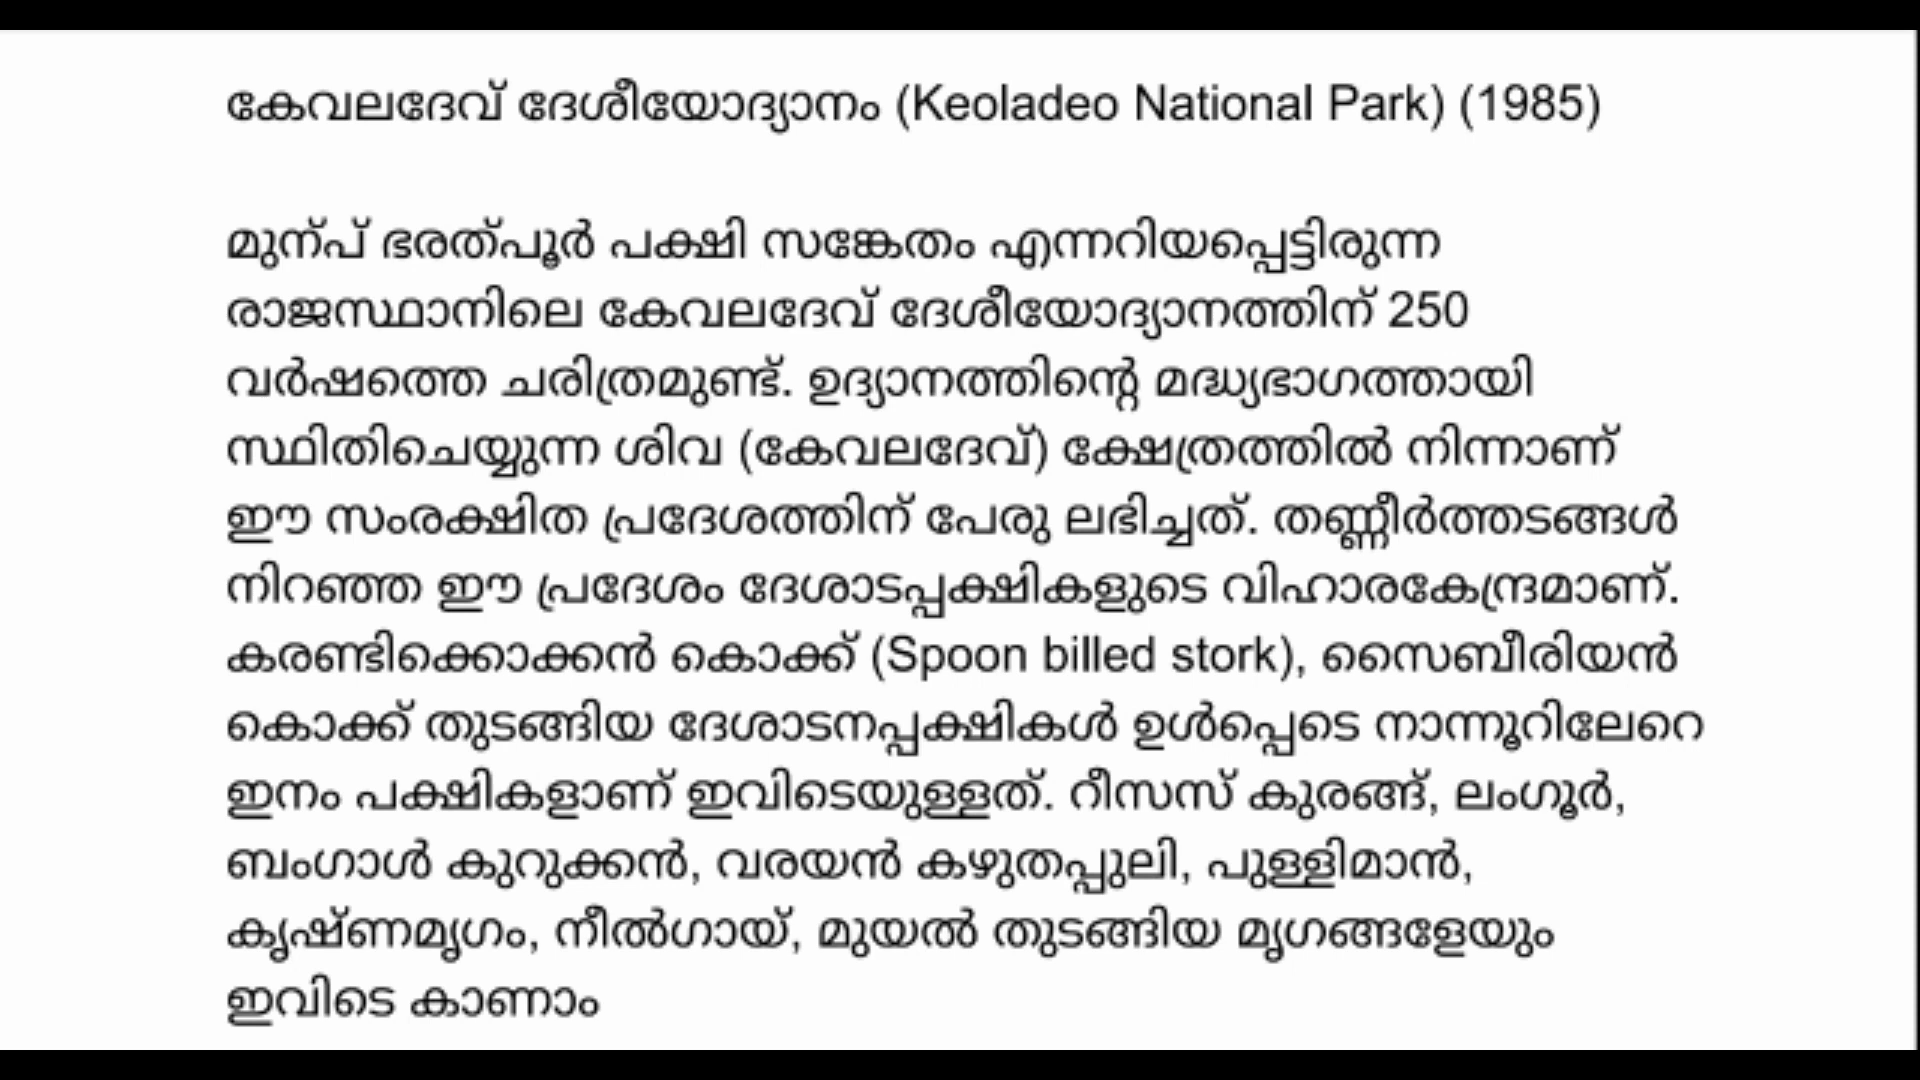 കേവലദേവ് ദേശീയോദ്യാനം (Keoladeo National Park) (1985)
മുന്പ് ഭരത്പൂർ പക്ഷി സങ്കേതം എന്നറിയപ്പെട്ടിരുന്ന
രാജസ്ഥാനിലെ കേവലദേവ് ദേശീയോദ്യാനത്തിന് 250
വർഷത്തെ ചരിത്രമുണ്ട്. ഉദ്യാനത്തിന്റെ മദ്ധ്യഭാഗത്തായി
സ്ഥിതിചെയ്യുന്ന ശിവ (കേവലദേവ്) ക്ഷേത്രത്തിൽ നിന്നാണ്
ഈ സംരക്ഷിത പ്രദേശത്തിന് പേരു ലഭിച്ചത്. തണ്ണീർത്തടങ്ങൾ
നിറഞ്ഞ ഈ പ്രദേശം ദേശാടപ്പക്ഷികളുടെ വിഹാരകേന്ദ്രമാണ്.
കരണ്ടിക്കൊക്കൻ കൊക്ക് (Spoon billed stork), സൈബീരിയൻ
കൊക്ക് തുടങ്ങിയ ദേശാടനപ്പക്ഷികൾ ഉൾപ്പെടെ നാന്നൂറിലേറെ
ഇനം പക്ഷികളാണ് ഇവിടെയുള്ളത്. റീസസ് കുരങ്ങ്, ലംഗൂർ,
ബംഗാൾ കുറുക്കൻ, വരയൻ കഴുതപ്പുലി, പുള്ളിമാൻ,
കൃഷ്ണമൃഗം, നീൽഗായ്, മുയൽ തുടങ്ങിയ മൃഗങ്ങളേയും
ഇവിടെ കാണാം